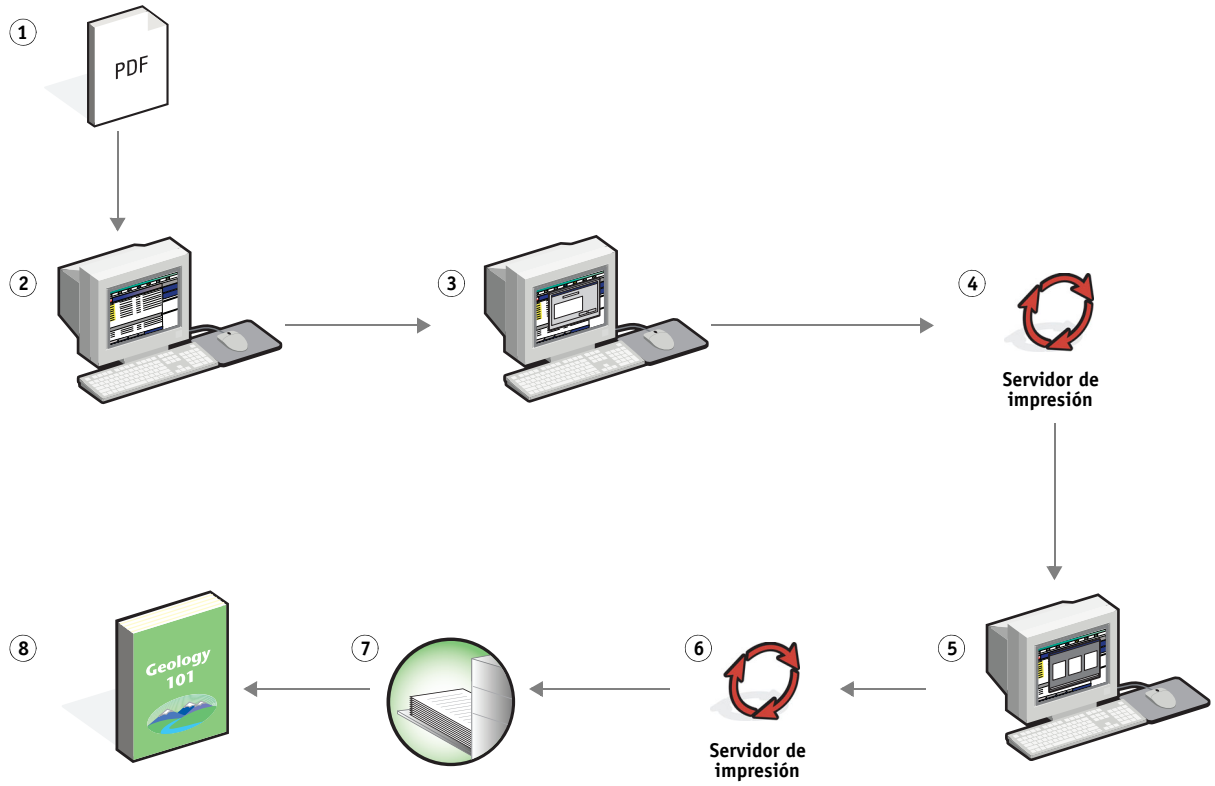 1
PDF
2
3
4
Servidor de
impresión
8
Geology
101
7
6
Servidor de
impresión
5